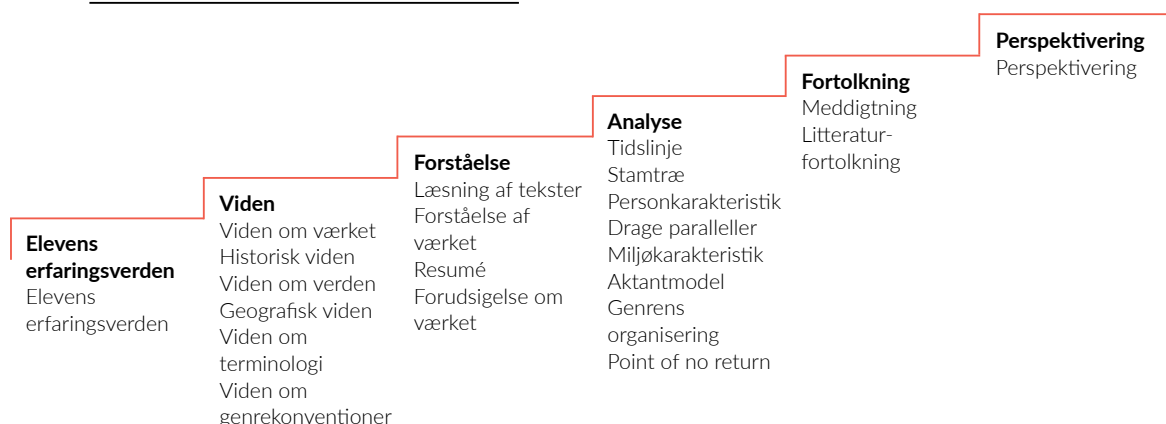 Elevens
erfaringsverden
Elevens
erfaringsverden
Viden
Viden om værket
Historisk viden
Viden om verden
Geografisk viden
Viden om
terminologi
Viden om
genrekonventioner
Forståelse
Læsning af tekster
Forståelse af
værket
Resumé
Forudsigelse om
værket
Analyse
Tidslinje
Stamtræ
Personkarakteristik
Drage paralleller
Miljøkarakteristik
Aktantmodel
Genrens
organisering
Point of no return
Fortolkning
Meddigtning
Litteratur-
fortolkning
Perspektivering
Perspektivering